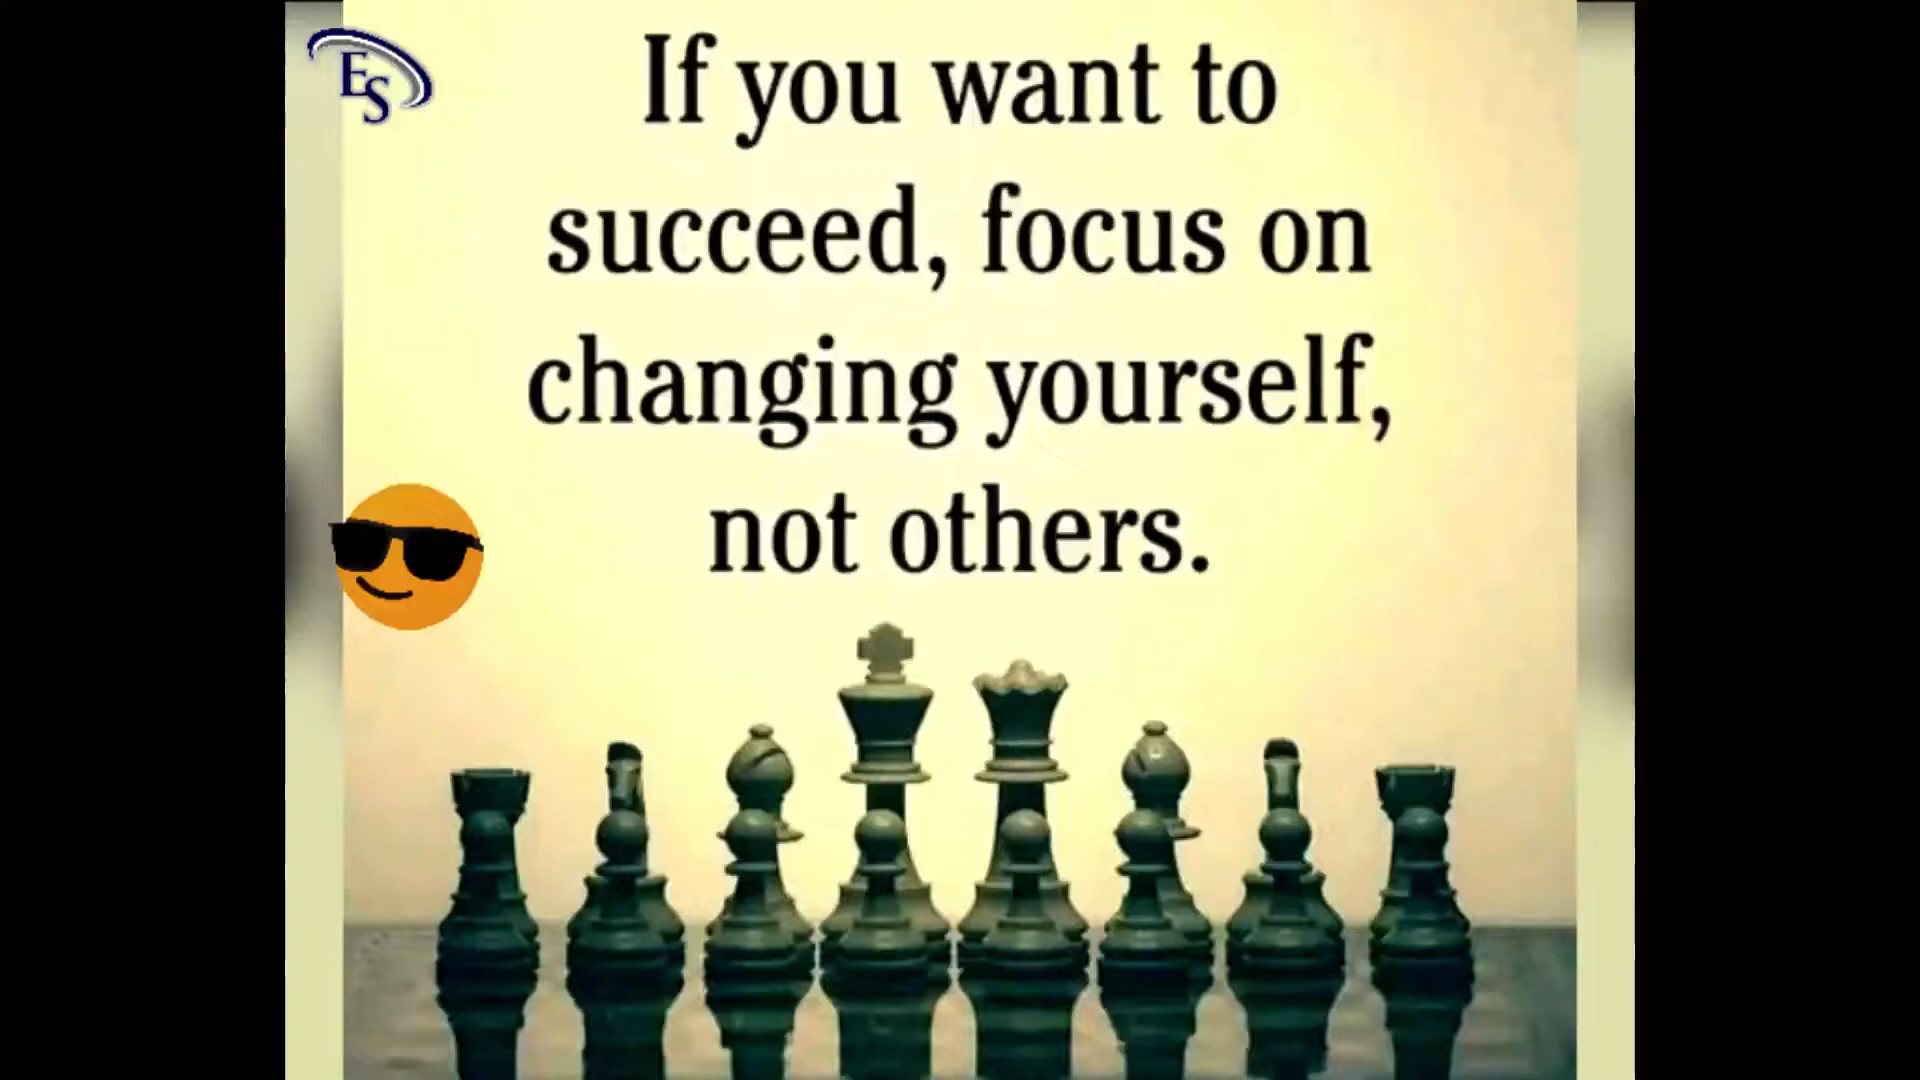 ES
If you want to
succeed, focus on
changing yourself,
not others.